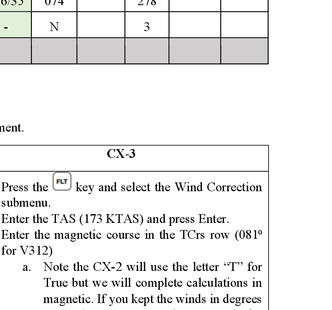 6/35 074 278
- N 3
ment.
CX-3
Press the FLT key and select the Wind Correction
submenu.
Enter the TAS (173 KTAS) and press Enter.
Enter the magnetic course in the TCrs row (081º
for V312)
a. Note the CX-2 will use the letter “T” for
True but we will complete calculations in
magnetic. If you kept the winds in degrees